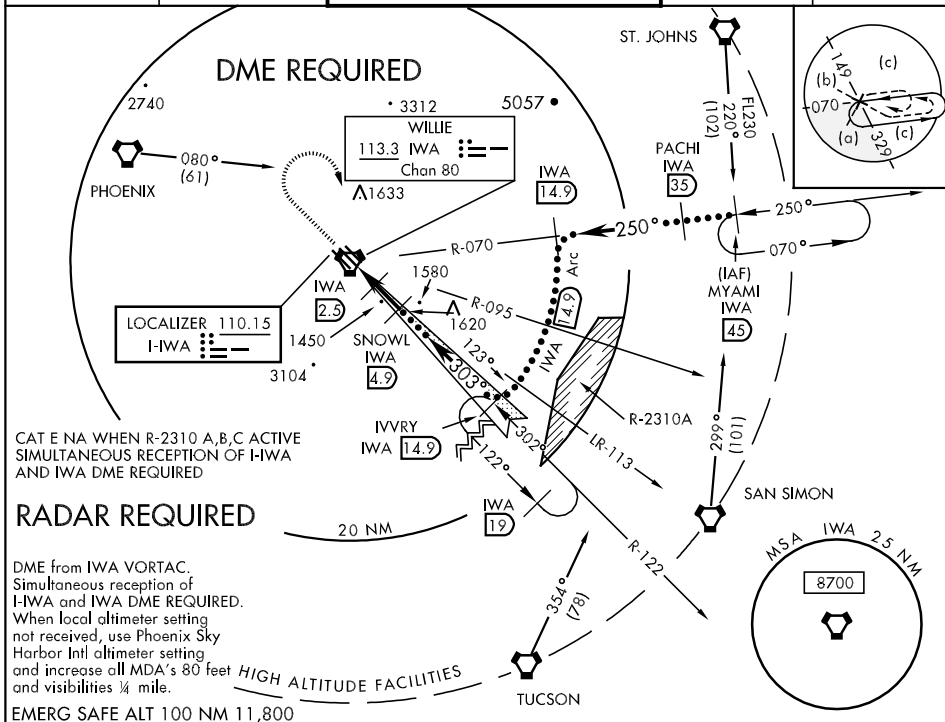 DME REQUIRED
2740
3312
5057
PHOENIX
080°
(61)
WILLIE
113.3 IWA
Chan 80
1633
ST. JOHNS
FL230
220°
(102)
PACHI
IWA
35
IWA
14.9
250°
250°
070°
R-070
(IAF)
MYAMI
IWA
45
149
(b)
(c)
070
(a)
(c)
329
LOCALIZER 110.15
I-IWA
IWA
2.5
1450
3104
1580
1620
R-095
SNOWL
IWA
4.9
123°
303°
Arc
14.9
IWA
IVVRY
IWA 14.9
302°
122°
IWA
19
R-2310A
LR-113
R-122
299°
(101)
SAN SIMON
CAT E NA WHEN R-2310 A,B,C ACTIVE
SIMULTANEOUS RECEPTION OF I-IWA
AND IWA DME REQUIRED
RADAR REQUIRED
20 NM
DME from IWA VORTAC.
Simultaneous reception of
I-IWA and IWA DME REQUIRED.
When local altimeter setting
not received, use Phoenix Sky
Harbor Intl altimeter setting
and increase all MDA's 80 feet
and visibilities ¼ mile.
HIGH ALTITUDE FACILITIES
354°
(78)
TUCSON
MSA IWA 25 NM
8700
EMERG SAFE ALT 100 NM 11,800